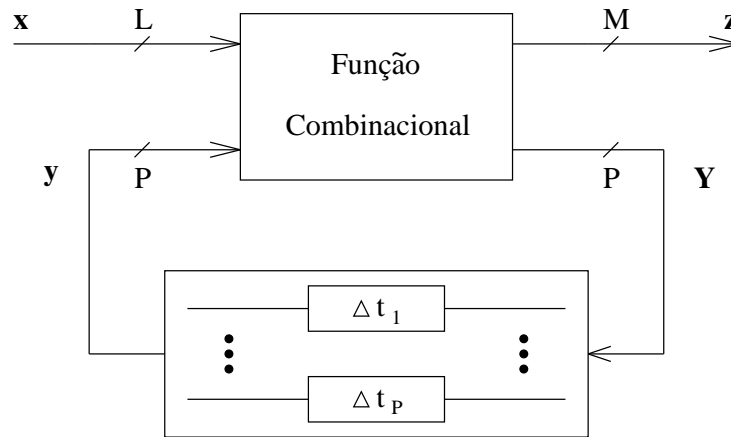 x L M z
Função
Combinacional
y P P Y
△ t 1
△ t P